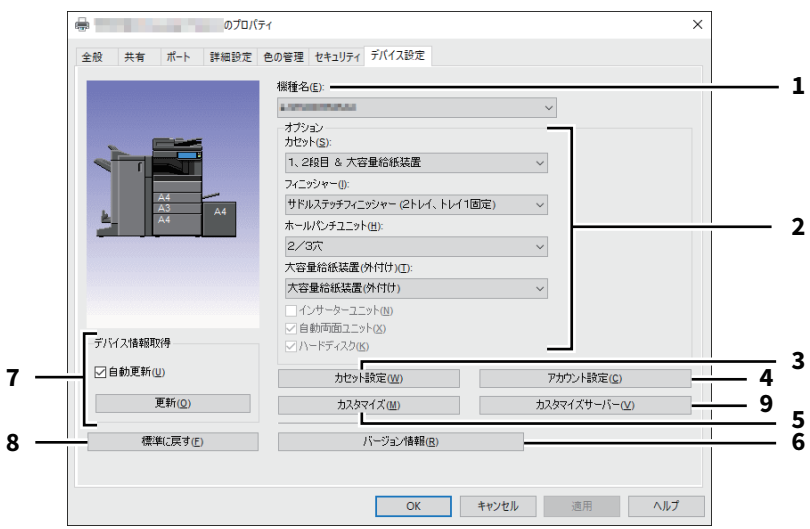 のプロパティ
全般 共有 ポート 詳細設定 色の管理 セキュリティ デバイス設定
機種名(E):
1
オプション
カセット(S):
1、2段目 & 大容量給紙装置
フィニッシャー(I):
サドルステッチフィニッシャー (2トレイ、トレイ1固定)
ホールパンチユニット(H):
2/3穴
2
大容量給紙装置(外付け)(T):
大容量給紙装置(外付け)
インサーターユニット(N)
自動両面ユニット(X)
ハードディスク(K)
A4
A3
A4
A4
デバイス情報取得
7
自動更新(U)
更新(O)
3
カセット設定(W)
アカウント設定(C)
4
カスタマイズ(M)
カスタマイズサーバー(V)
9
5
8
標準に戻す(F)
バージョン情報(R)
6
OK キャンセル 適用 ヘルプ